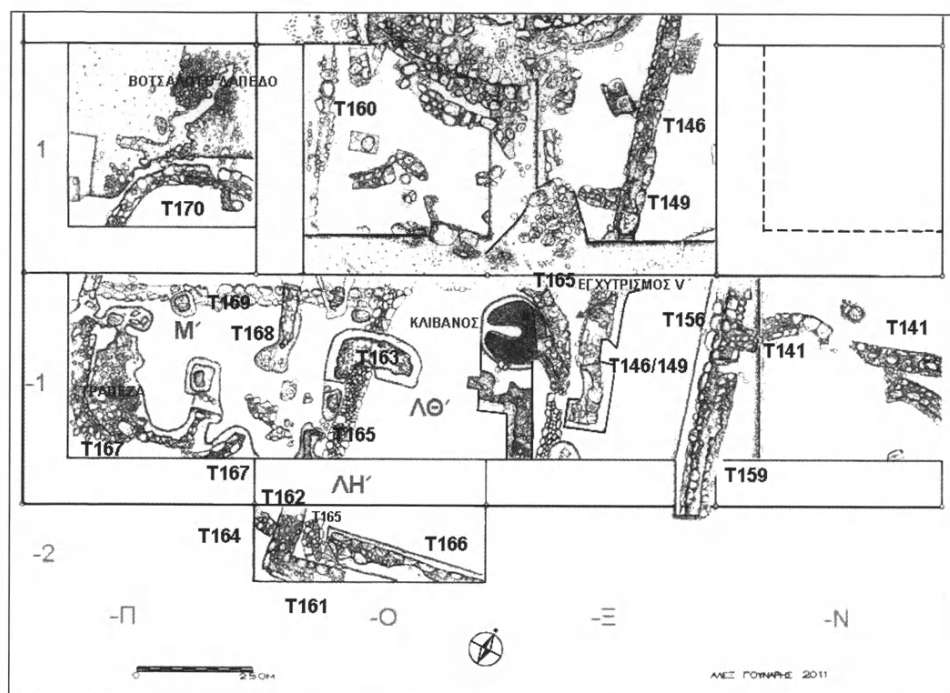 ΒΟΤΣΑΛΩΤΟ ΔΑΠΕΔΟ
T160
T146
1
T170
T149
T165
ΕΓΧΥΤΡΙΣΜΟΣ V
T169
Μ′
T168
ΚΛΙΒΑΝΟΣ
T156
T141
T141
T163
T146/149
-1
ΤΡΑΠΕΖΑ
ΛΘ′
T165
T167
T167
T159
ΛΗ′
T162
T164
T165
T166
-2
T161
-Π
-Ο
-Ξ
-Ν
0
2.50M
ΑΛΕΞ ΓΟΥΝΑΡΗΣ 2011